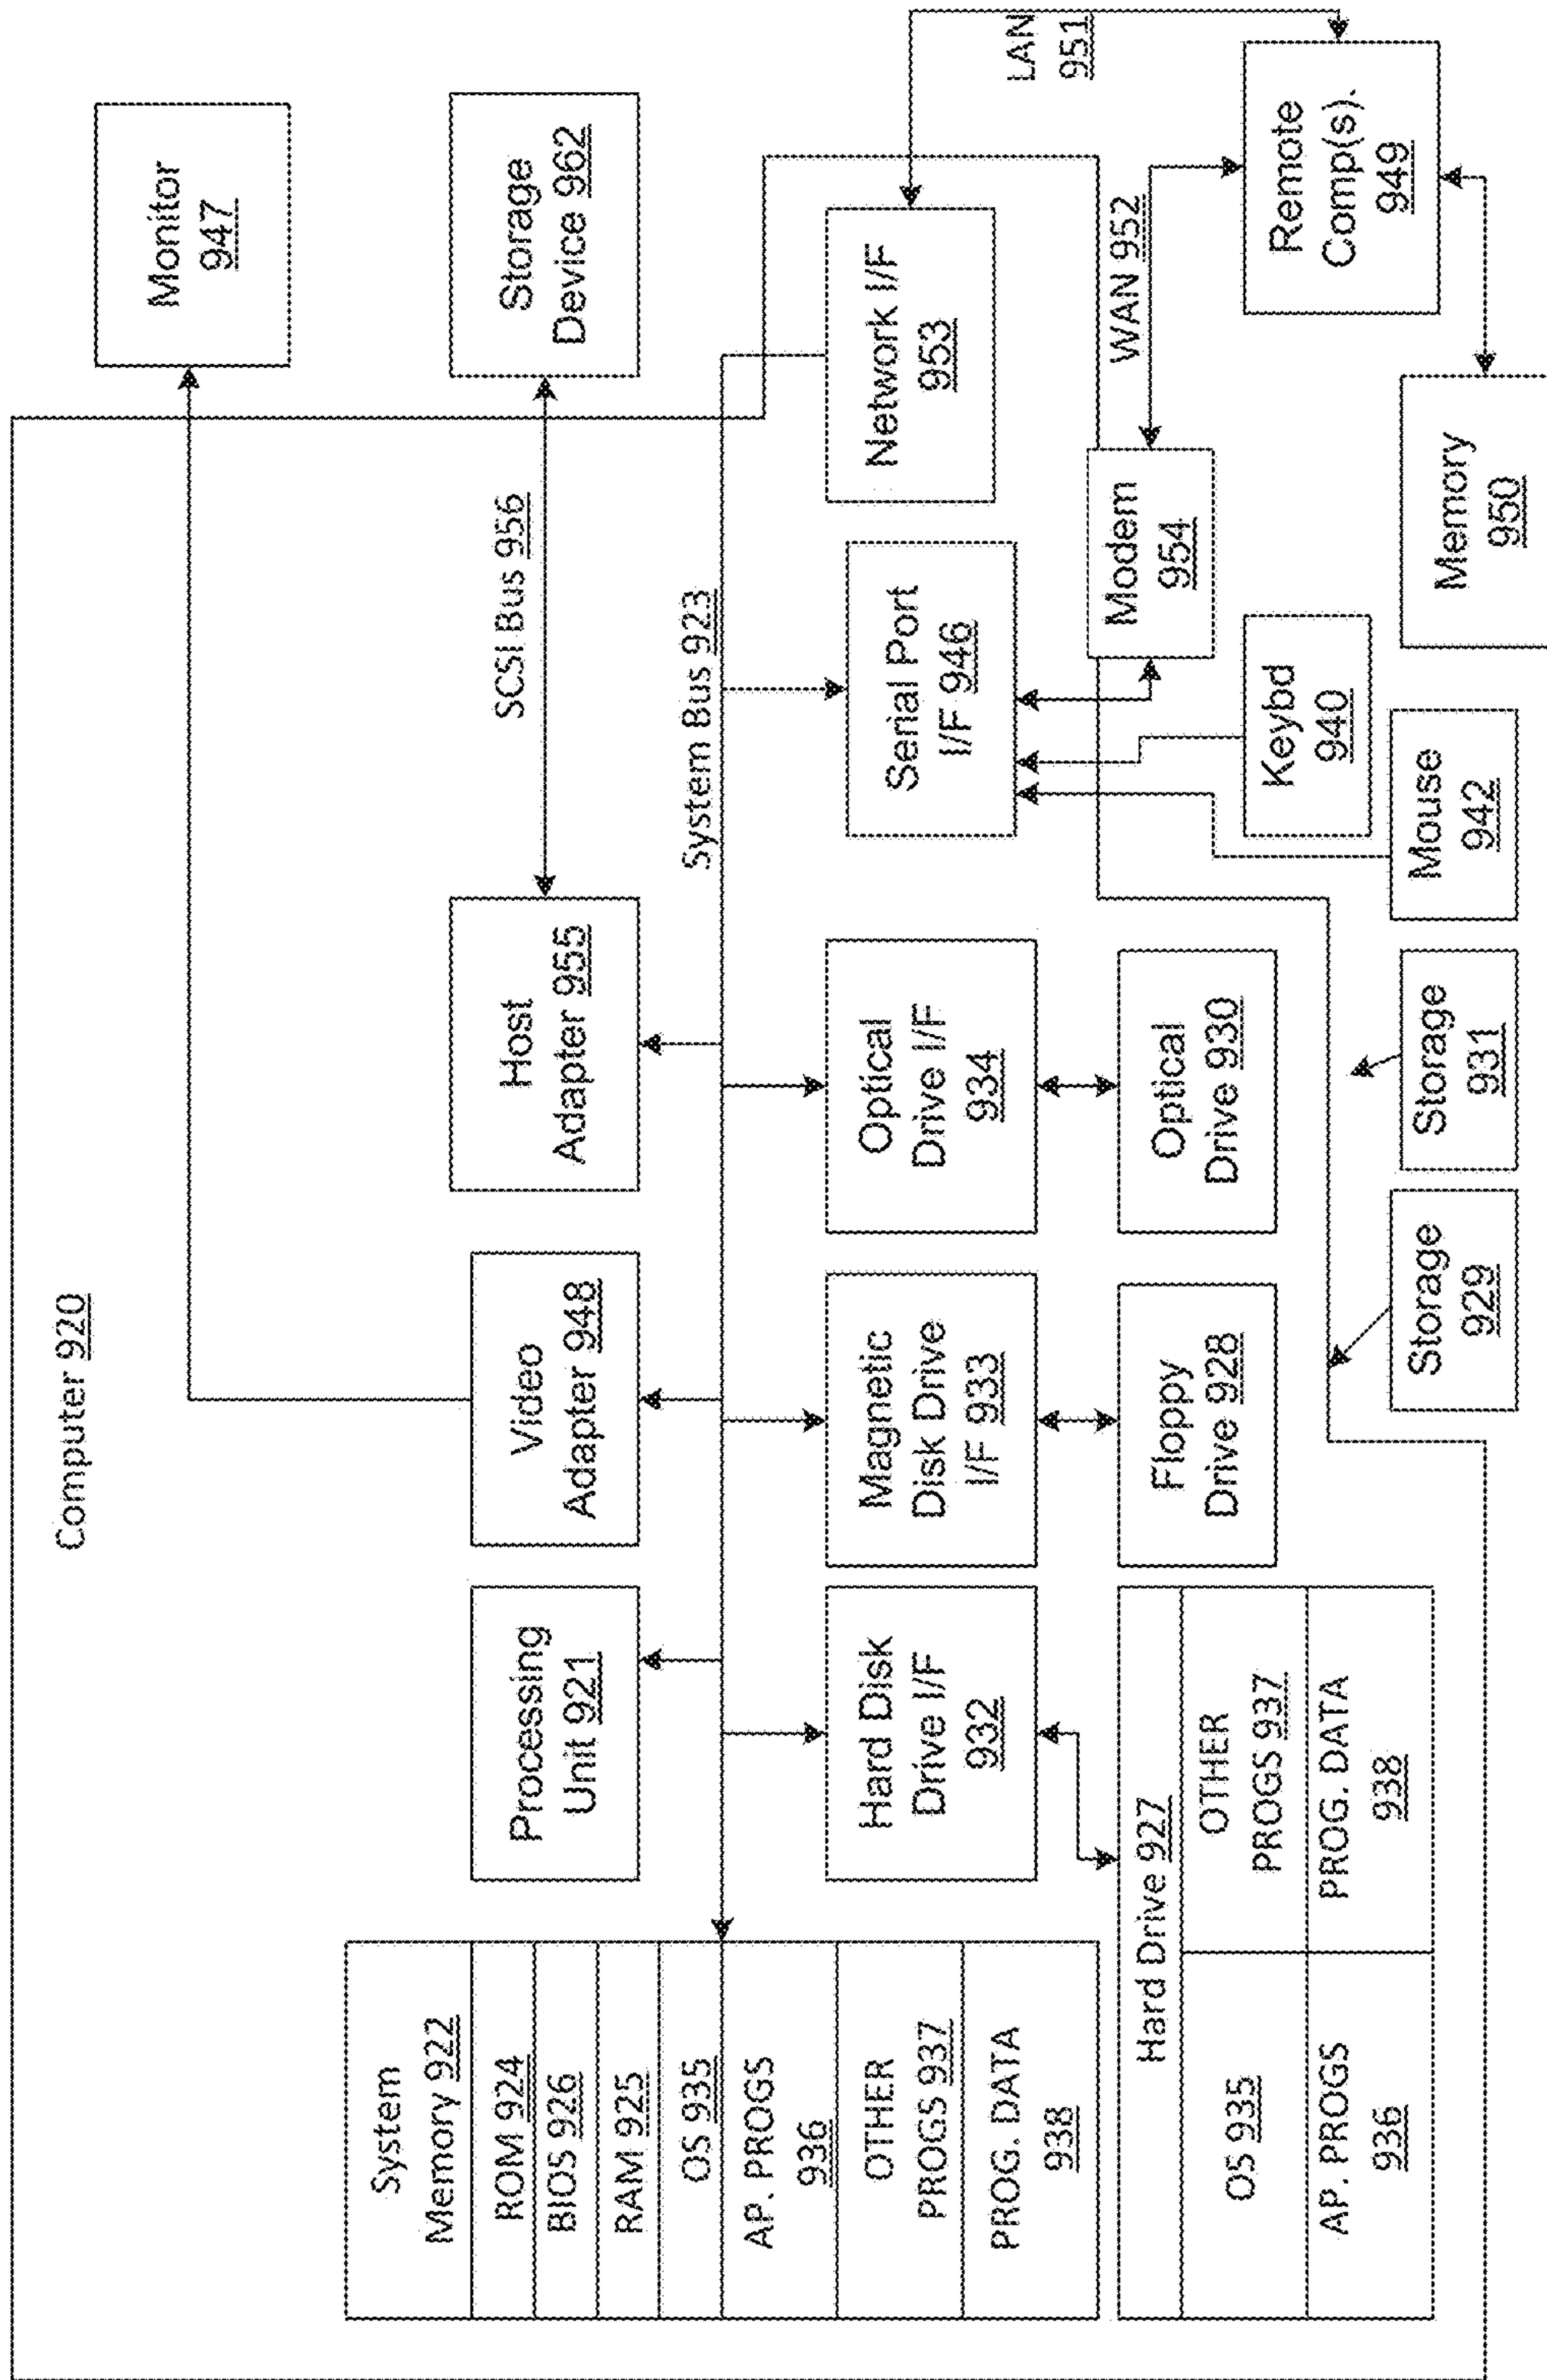 Computer 920
Monitor
947
System
Memory 922
ROM 924
BIOS 926
RAM 925
OS 935
AP. PROGS
936
OTHER
PROGS 937
PROG. DATA
938
Processing
Unit 921
Video
Adapter 948
Host
Adapter 955
SCSI Bus 956
Storage
Device 962
System Bus 923
Hard Disk
Drive I/F
932
Magnetic
Disk Drive
I/F 933
Optical
Drive I/F
934
Serial Port
I/F 946
Network I/F
953
LAN
951
Hard Drive 927
OS 935
OTHER
PROGS 937
AP. PROGS
936
PROG. DATA
938
Floppy
Drive 928
Optical
Drive 930
Modem
954
WAN 952
Storage
929
Storage
931
Mouse
942
Keybd
940
Remote
Comp(s).
949
Memory
950